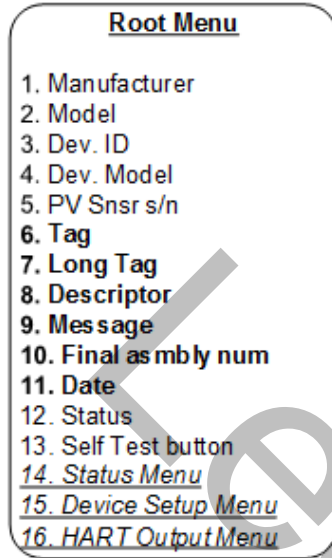 Root Menu
1. Manufacturer
2. Model
3. Dev. ID
4. Dev. Model
5. PV Snsr s/n
6. Tag
7. Long Tag
8. Descriptor
9. Message
10. Final asmbly num
11. Date
12. Status
13. Self Test button
14. Status Menu
15. Device Setup Menu
16. HART Output Menu